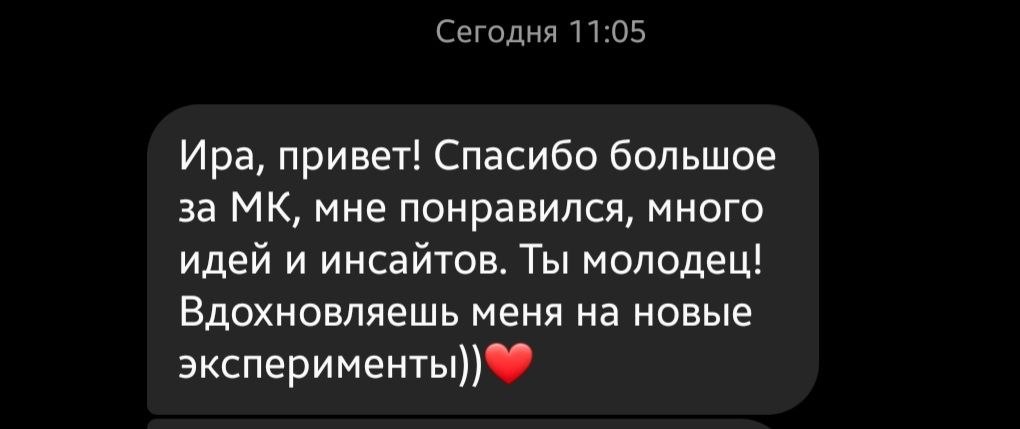 Сегодня 11:05
Ира, привет! Спасибо большое
за МК, мне понравился, много
идей и инсайтов. Ты молодец!
Вдохновляешь меня на новые
эксперименты))❤️